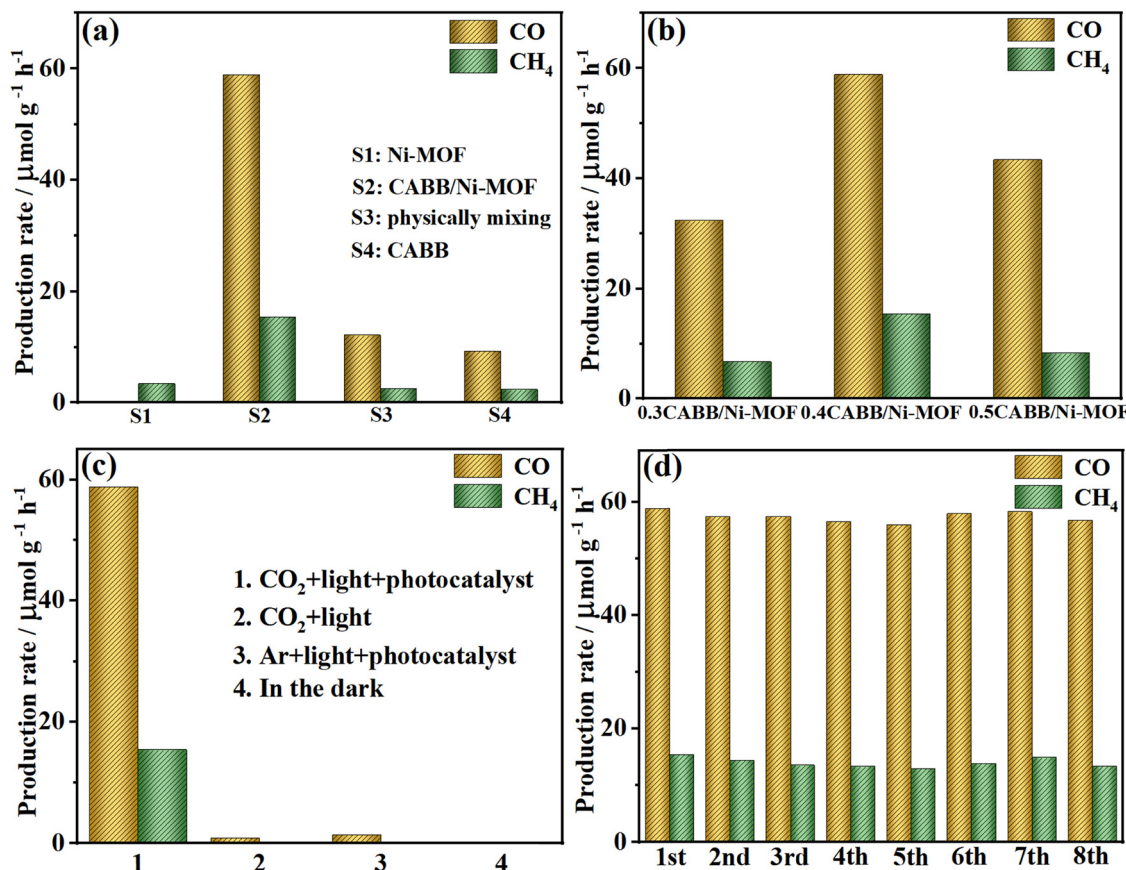 (a)
CO
CH₄
Production rate / μmol g⁻¹ h⁻¹
60
40
20
0
S1: Ni-MOF
S2: CABB/Ni-MOF
S3: physically mixing
S4: CABB
S1 S2 S3 S4
(b)
CO
CH₄
Production rate / μmol g⁻¹ h⁻¹
60
40
20
0
0.3CABB/Ni-MOF 0.4CABB/Ni-MOF 0.5CABB/Ni-MOF
(c)
CO
CH₄
Production rate / μmol g⁻¹ h⁻¹
60
40
20
0
1. CO₂+light+photocatalyst
2. CO₂+light
3. Ar+light+photocatalyst
4. In the dark
1 2 3 4
(d)
CO
CH₄
Production rate / μmol g⁻¹ h⁻¹
60
40
20
0
1st 2nd 3rd 4th 5th 6th 7th 8th